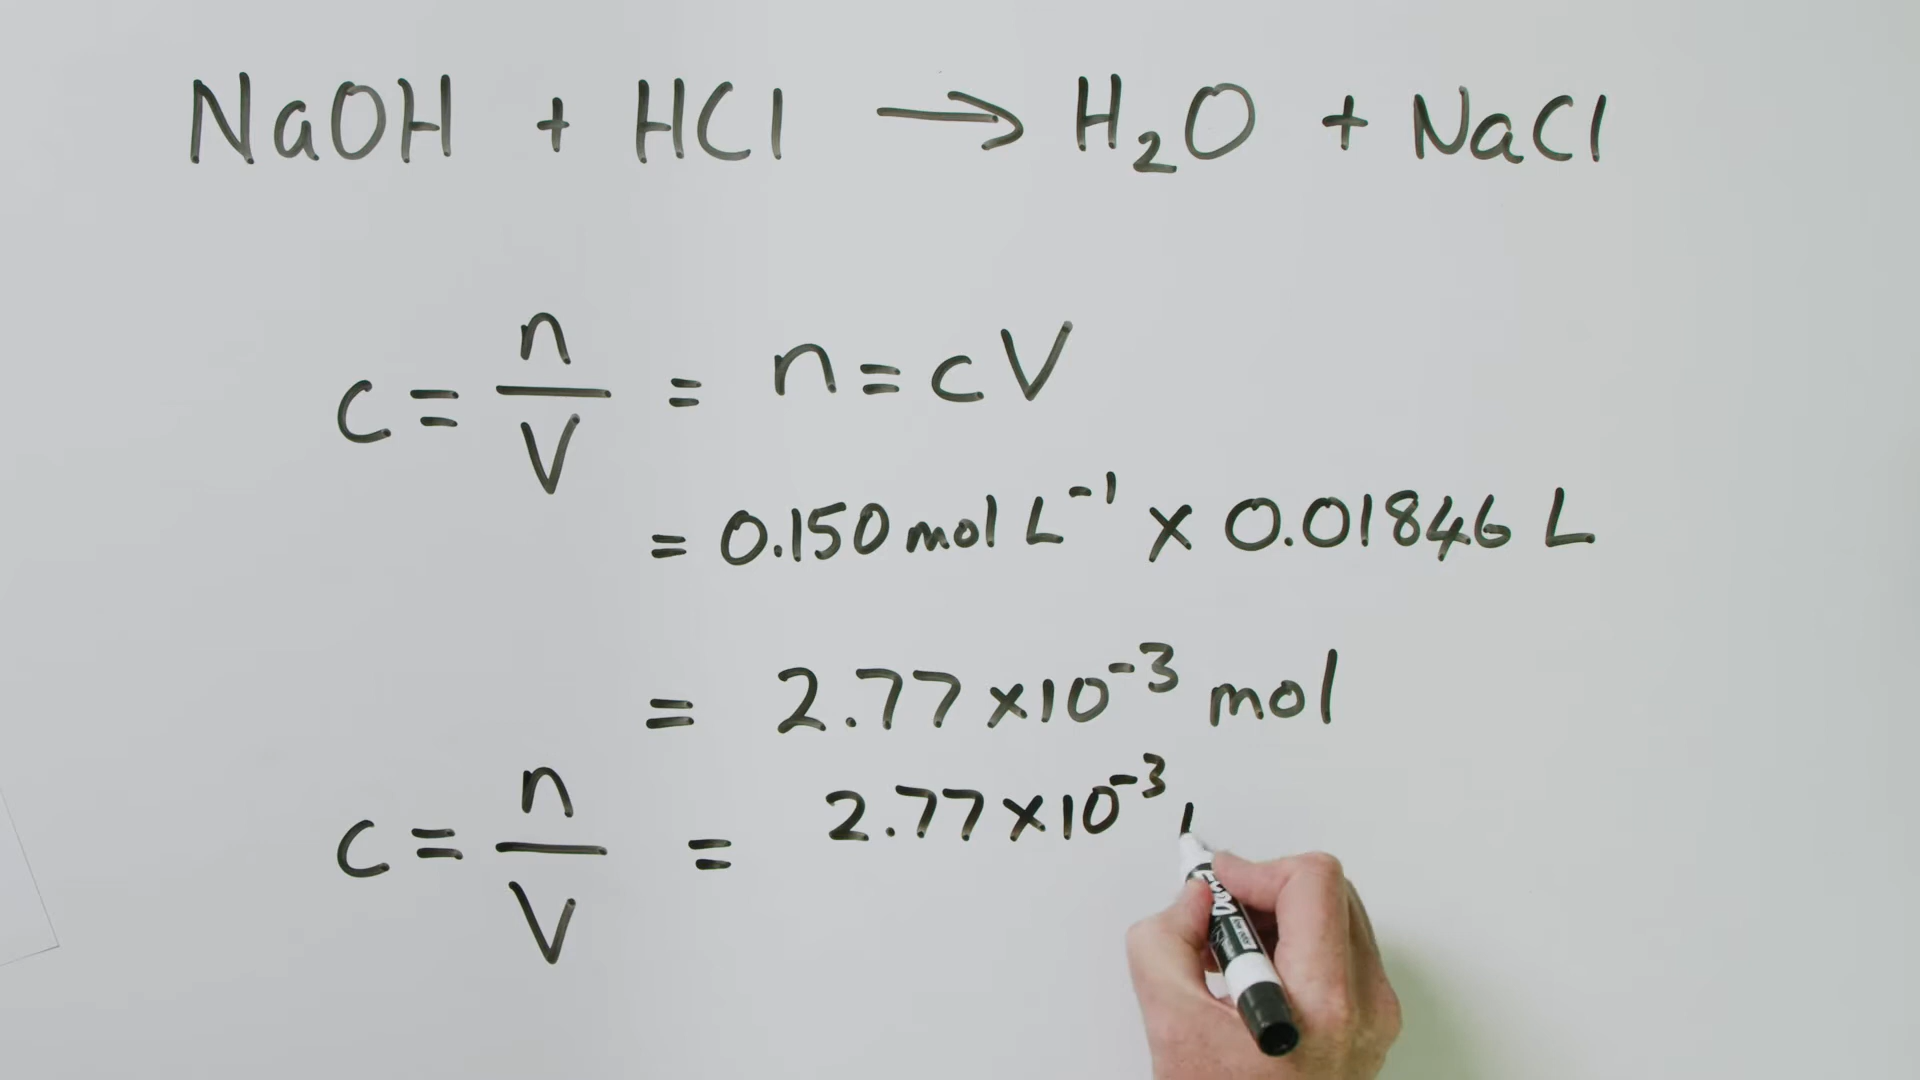 NaOH + HCl → H₂O + NaCl
c = n/V = n = cV
= 0.150 mol L⁻¹ × 0.01846 L
= 2.77 × 10⁻³ mol
c = n/V = 2.77 × 10⁻³